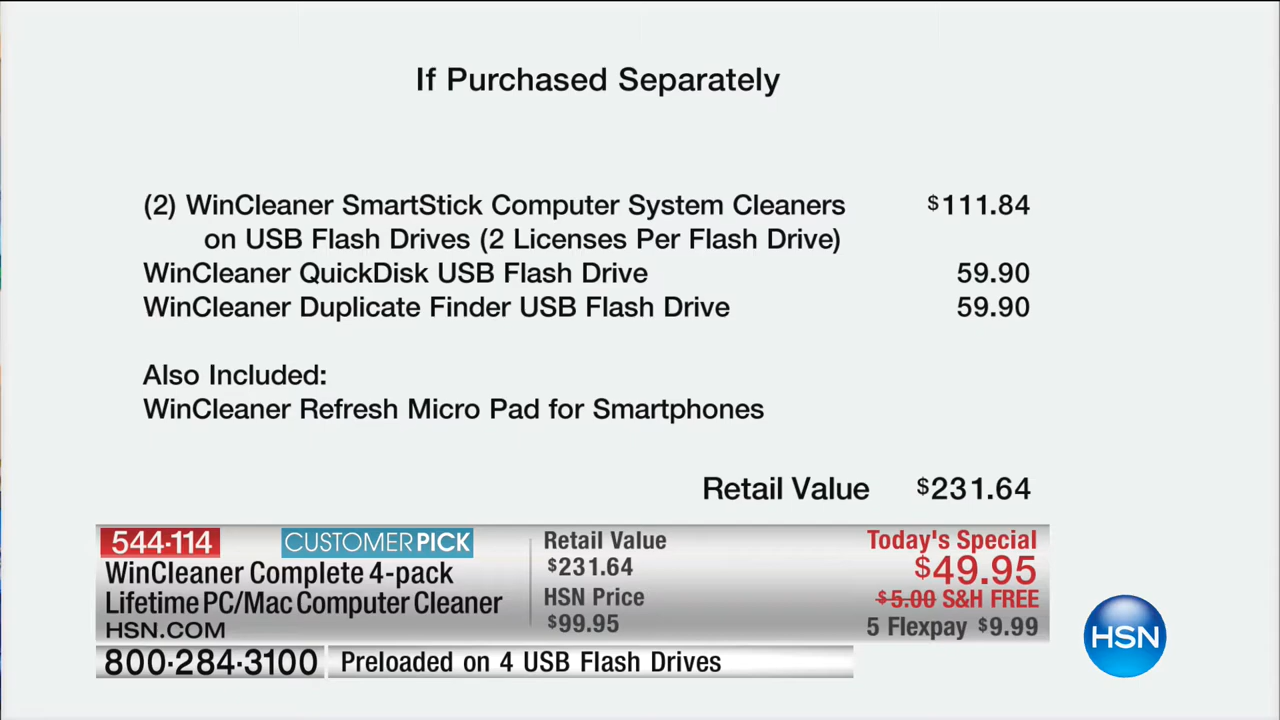 If Purchased Separately
(2) WinCleaner SmartStick Computer System Cleaners $111.84
on USB Flash Drives (2 Licenses Per Flash Drive)
WinCleaner QuickDisk USB Flash Drive 59.90
WinCleaner Duplicate Finder USB Flash Drive 59.90
Also Included:
WinCleaner Refresh Micro Pad for Smartphones
Retail Value $231.64
544-114 CUSTOMER PICK
WinCleaner Complete 4-pack
Lifetime PC/Mac Computer Cleaner
HSN.COM
Retail Value
$231.64
HSN Price
$99.95
Today's Special
$49.95
$5.00 S&H FREE
5 Flexpay $9.99
HSN
800-284-3100 Preloaded on 4 USB Flash Drives